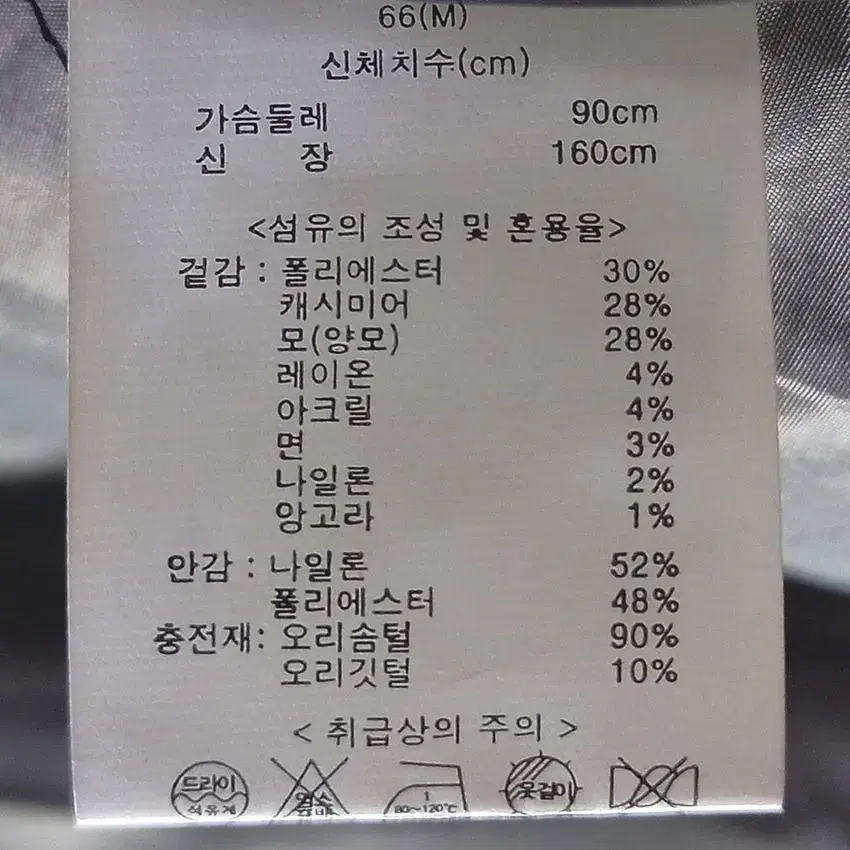 66(M)
신체치수(cm)
가슴둘레 90cm
신 장 160cm
<섬유의 조성 및 혼용율>
겉감 : 폴리에스터 30%
캐시미어 28%
모(양모) 28%
레이온 4%
아크릴 4%
면 3%
나일론 2%
앙고라 1%
안감 : 나일론 52%
폴리에스터 48%
충전재: 오리솜털 90%
오리깃털 10%
< 취급상의 주의 >
드라이 옷걸이
석유계 80~120℃